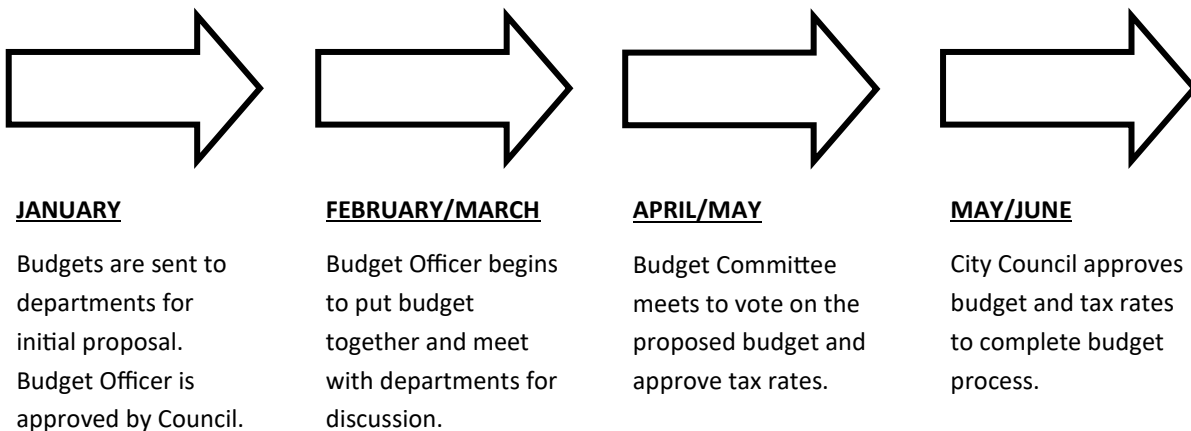 JANUARY
Budgets are sent to
departments for
initial proposal.
Budget Officer is
approved by Council.
FEBRUARY/MARCH
Budget Officer begins
to put budget
together and meet
with departments for
discussion.
APRIL/MAY
Budget Committee
meets to vote on the
proposed budget and
approve tax rates.
MAY/JUNE
City Council approves
budget and tax rates
to complete budget
process.